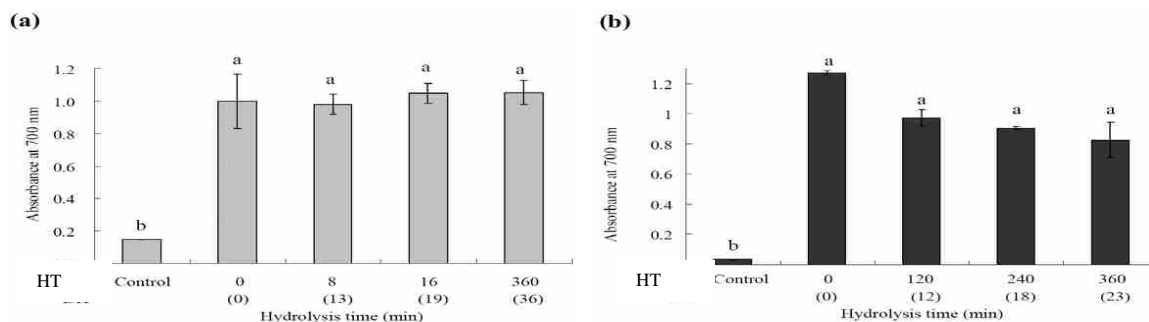 (a)
a
a
a
a
1.2
1.0
0.8
0.6
0.4
0.2
Absorbance at 700 nm
b
HT Control 0 8 16 360
(0) (13) (19) (36)
Hydrolysis time (min)
(b)
a
a
a
a
1.2
1
0.8
0.6
0.4
0.2
Absorbance at 700 nm
b
HT Control 0 120 240 360
(0) (12) (18) (23)
Hydrolysis time (min)